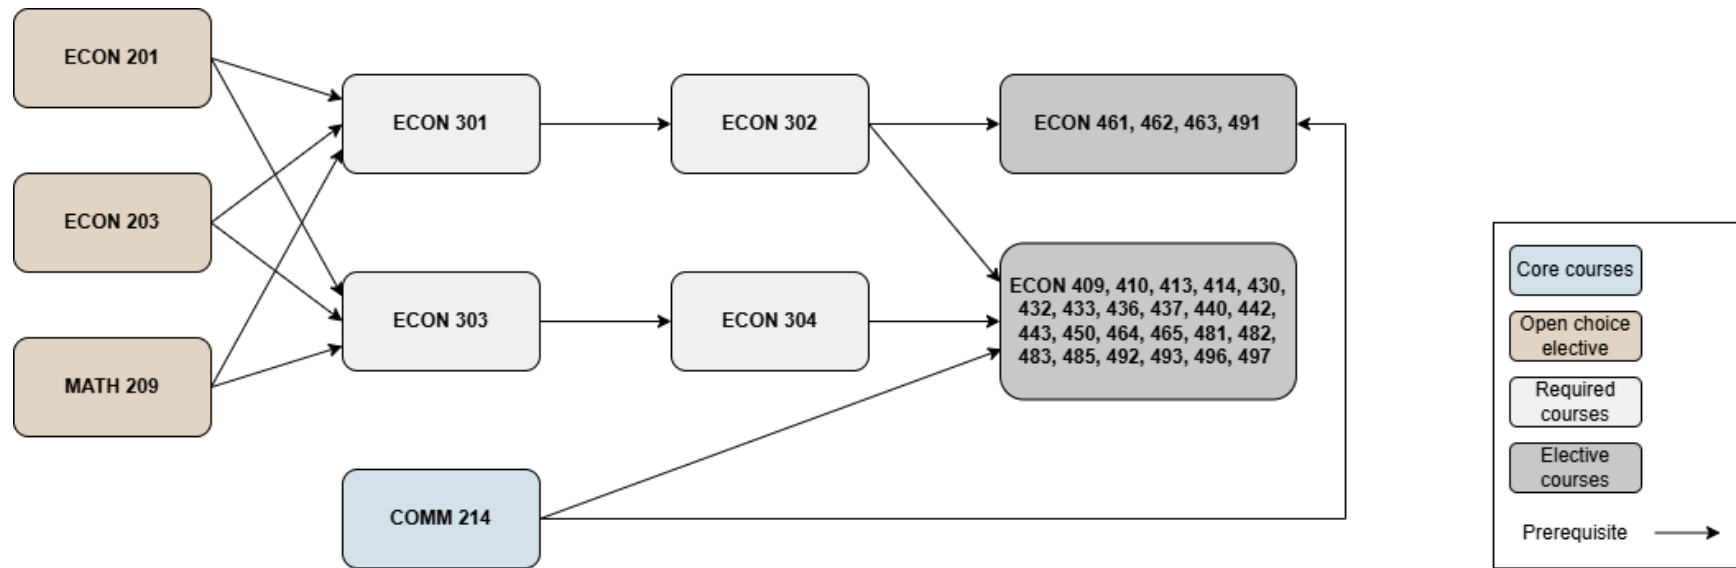 ECON 201
ECON 301
ECON 302
ECON 461, 462, 463, 491
ECON 203
ECON 303
ECON 304
ECON 409, 410, 413, 414, 430,
432, 433, 436, 437, 440, 442,
443, 450, 464, 465, 481, 482,
483, 485, 492, 493, 496, 497
MATH 209
COMM 214
Core courses
Open choice
elective
Required
courses
Elective
courses
Prerequisite